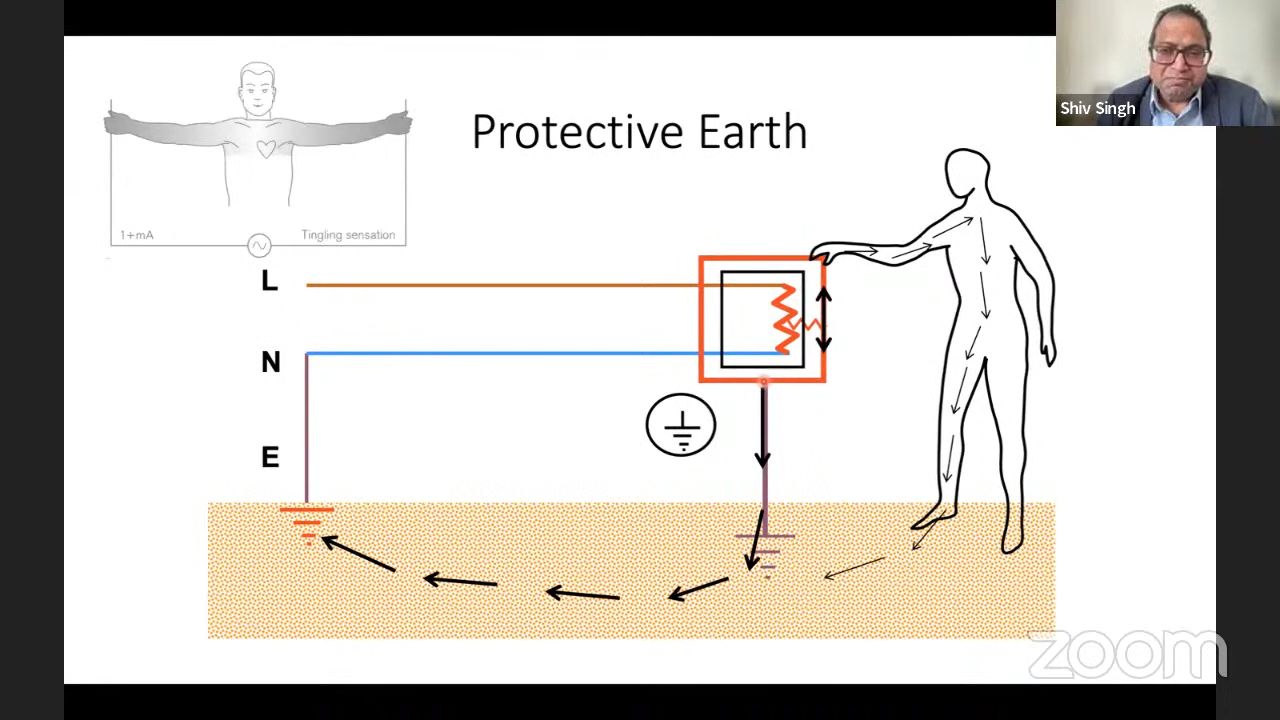 Shiv Singh
Protective Earth
1+mA
Tingling sensation
L
N
E
zoom